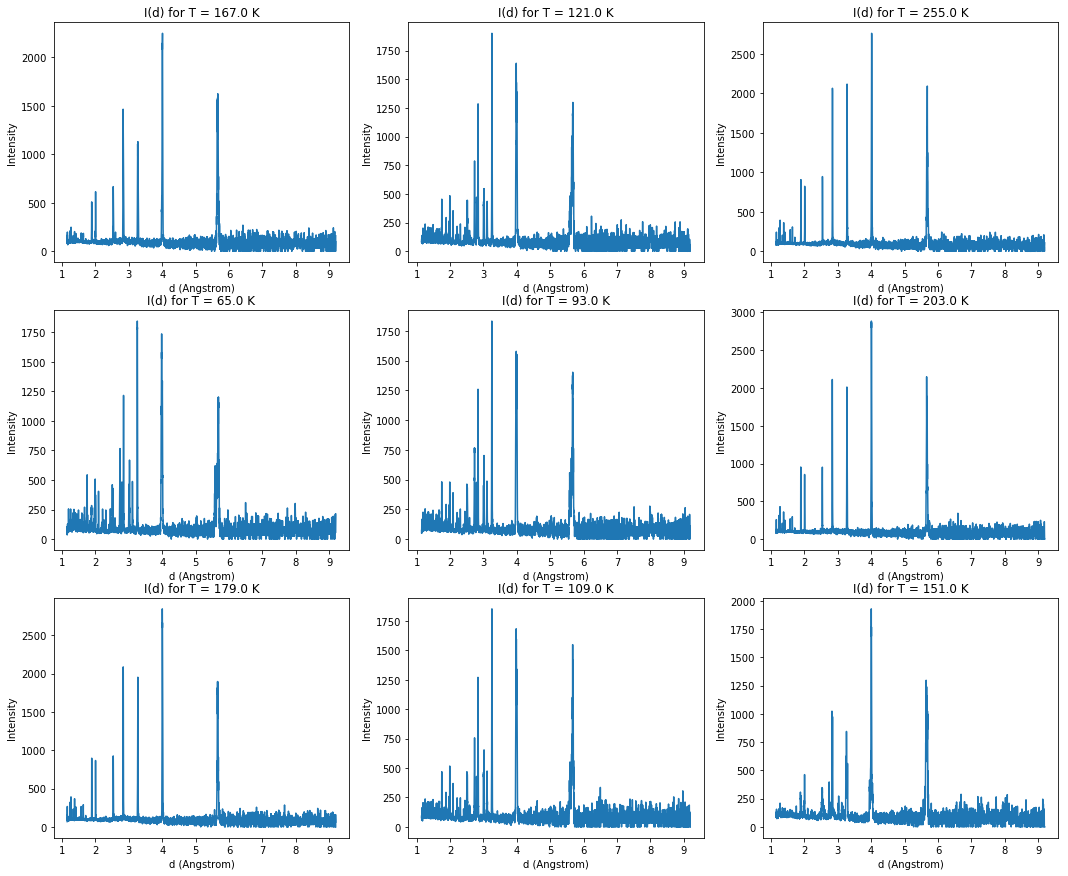 I(d) for T = 167.0 K
I(d) for T = 121.0 K
I(d) for T = 255.0 K
Intensity
2000
1500
1000
500
0
1 2 3 4 5 6 7 8 9
d (Angstrom)
Intensity
1750
1500
1250
1000
750
500
250
0
1 2 3 4 5 6 7 8 9
d (Angstrom)
Intensity
2500
2000
1500
1000
500
0
1 2 3 4 5 6 7 8 9
d (Angstrom)
I(d) for T = 65.0 K
I(d) for T = 93.0 K
I(d) for T = 203.0 K
Intensity
1750
1500
1250
1000
750
500
250
0
1 2 3 4 5 6 7 8 9
d (Angstrom)
Intensity
1750
1500
1250
1000
750
500
250
0
1 2 3 4 5 6 7 8 9
d (Angstrom)
Intensity
3000
2500
2000
1500
1000
500
0
1 2 3 4 5 6 7 8 9
d (Angstrom)
I(d) for T = 179.0 K
I(d) for T = 109.0 K
I(d) for T = 151.0 K
Intensity
2500
2000
1500
1000
500
0
1 2 3 4 5 6 7 8 9
d (Angstrom)
Intensity
1750
1500
1250
1000
750
500
250
0
1 2 3 4 5 6 7 8 9
d (Angstrom)
Intensity
2000
1750
1500
1250
1000
750
500
250
0
1 2 3 4 5 6 7 8 9
d (Angstrom)